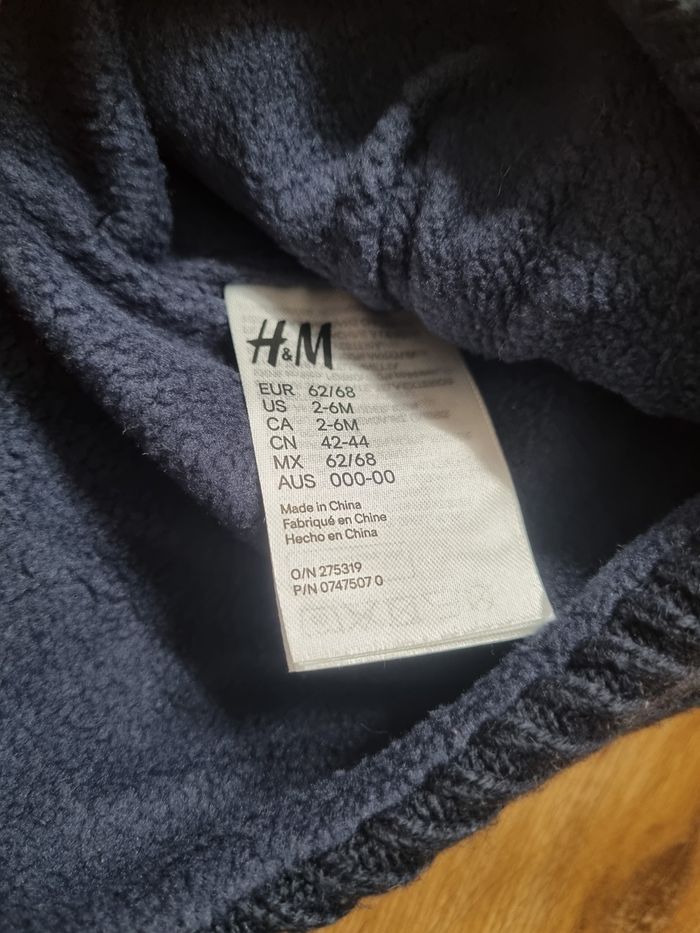 H&M
EUR 62/68
US 2-6M
CA 2-6M
CN 42-44
MX 62/68
AUS 000-00
Made in China
Fabriqué en Chine
Hecho en China
O/N 275319
P/N 0747507 0